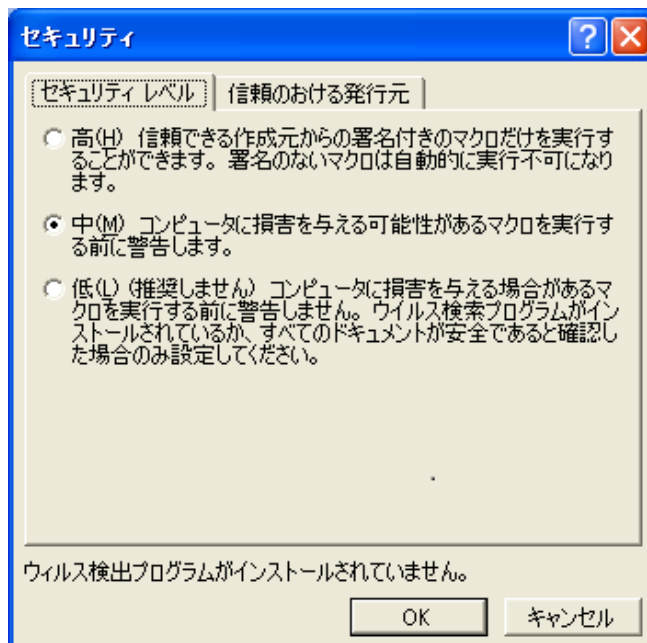 セキュリティ
セキュリティ レベル 信頼のおける発行元
高(H) 信頼できる作成元からの署名付きのマクロだけを実行す
ることができます。署名のないマクロは自動的に実行不可になり
ます。
中(M) コンピュータに損害を与える可能性があるマクロを実行す
る前に警告します。
低(L) (推奨しません) コンピュータに損害を与える場合があるマ
クロを実行する前に警告しません。ウイルス検索プログラムがイン
ストールされているか、すべてのドキュメントが安全であると確認し
た場合のみ設定してください。
ウィルス検出プログラムがインストールされていません。
OK キャンセル